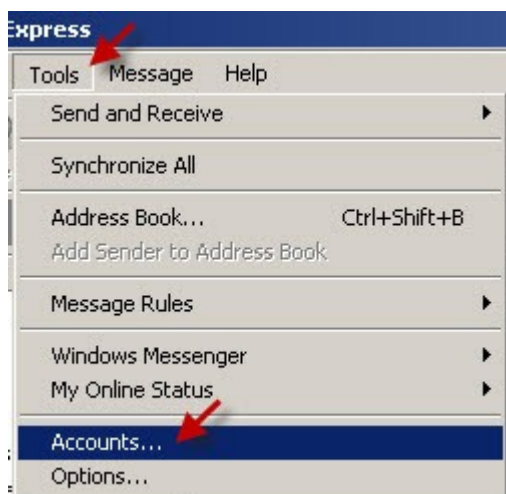 Express
Tools Message Help
Send and Receive
Synchronize All
Address Book... Ctrl+Shift+B
Add Sender to Address Book
Message Rules
Windows Messenger
My Online Status
Accounts...
Options...